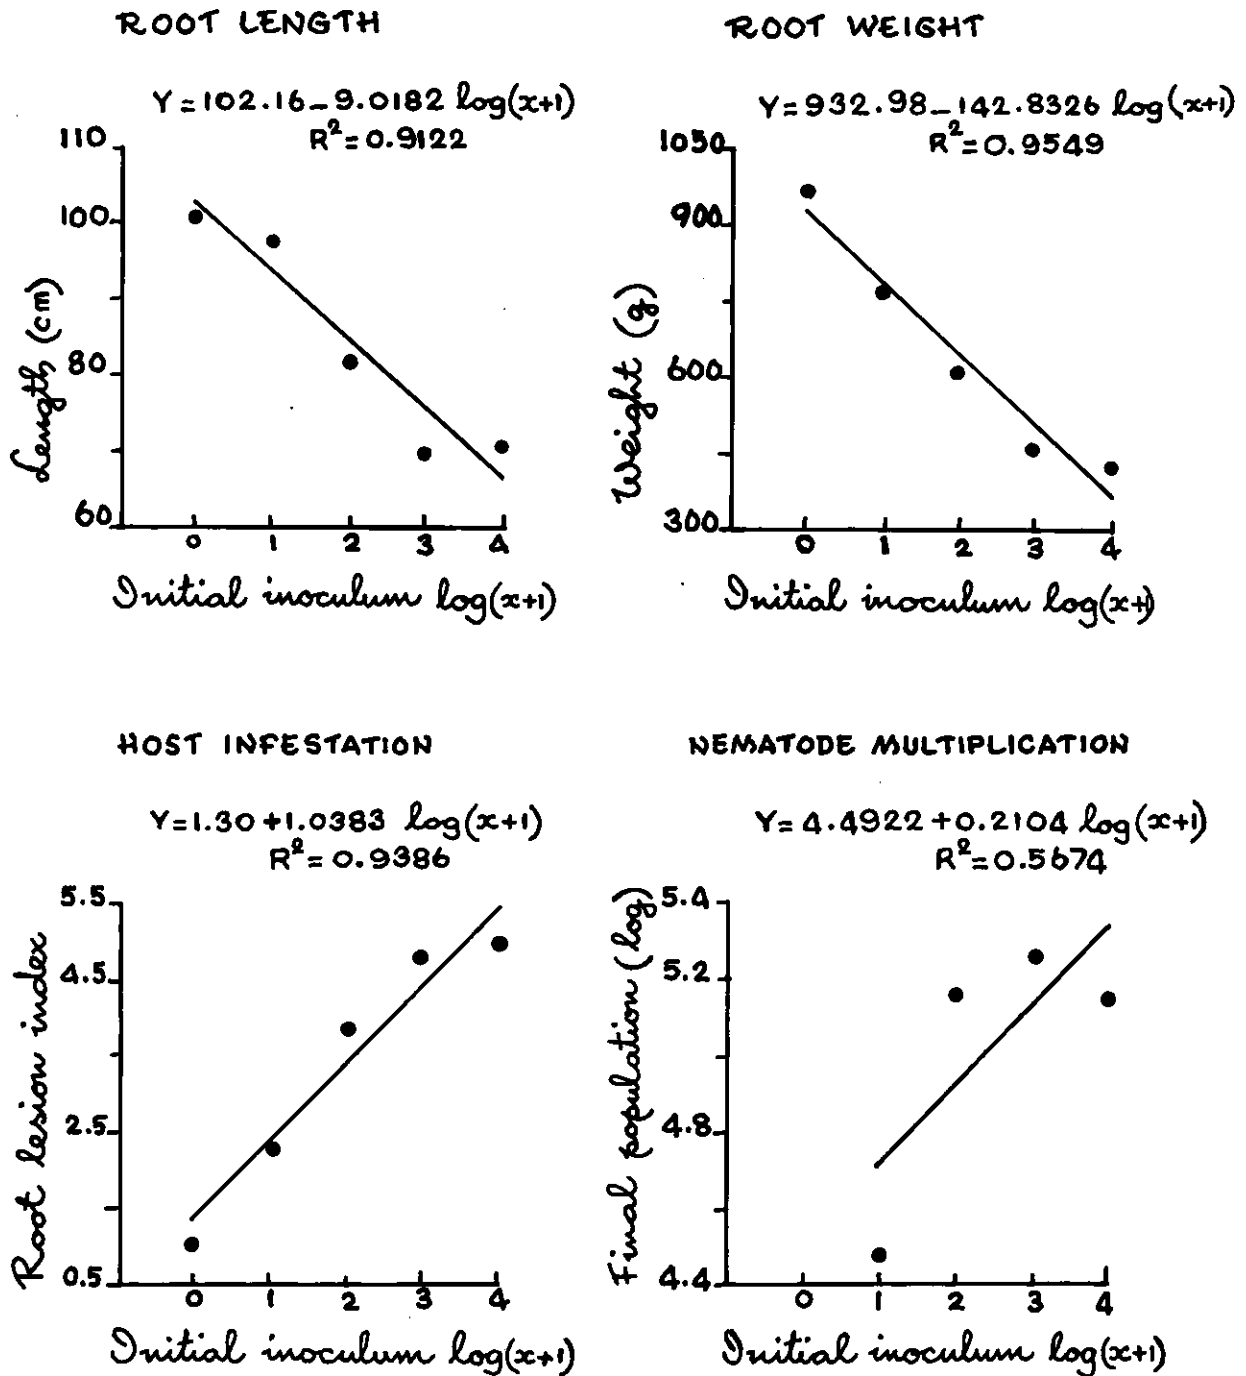 ROOT LENGTH
Y=102.16-9.0182 log(x+1)
R²=0.9122
110
100
80
60
Length (cm)
0 1 2 3 4
Initial inoculum log(x+1)
ROOT WEIGHT
Y=932.98-142.8326 log(x+1)
R²=0.9549
1050
900
600
300
Weight (g)
0 1 2 3 4
Initial inoculum log(x+1)
HOST INFESTATION
Y=1.30+1.0383 log(x+1)
R²=0.9386
5.5
4.5
2.5
0.5
Root lesion index
0 1 2 3 4
Initial inoculum log(x+1)
NEMATODE MULTIPLICATION
Y=4.4922+0.2104 log(x+1)
R²=0.5674
5.4
5.2
4.8
4.4
Final population (log)
0 1 2 3 4
Initial inoculum log(x+1)